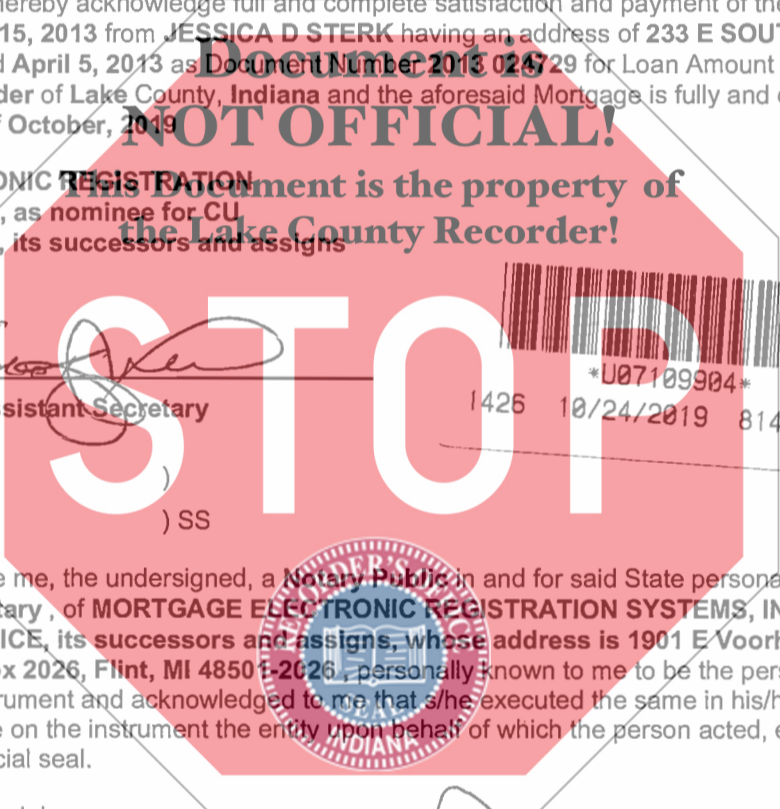 hereby acknowledge full and complete satisfaction and payment of the
15, 2013 from JESSICA D STERK having an address of 233 E SOUT
d April 5, 2013 as Document Number 2013 024729 for Loan Amount
der of Lake County, Indiana and the aforesaid Mortgage is fully and
f October, 2019
Document is
NOT OFFICIAL!
This Document is the property of
the Lake County Recorder!
ONIC REGISTRATION
, as nominee for CU
, its successors and assigns
STOP
*U07109904*
1426 10/24/2019 814
ssistant Secretary
)
) SS
e me, the undersigned, a Notary Public in and for said State persona
tary , of MORTGAGE ELECTRONIC REGISTRATION SYSTEMS, IN
ICE, its successors and assigns, whose address is 1901 E Voorh
ox 2026, Flint, MI 48501-2026 , personally known to me to be the pers
rument and acknowledged to me that s/he executed the same in his/h
e on the instrument the entity upon behalf of which the person acted, e
cial seal.
RECORDER'S OFFICE
SEAL
INDIANA